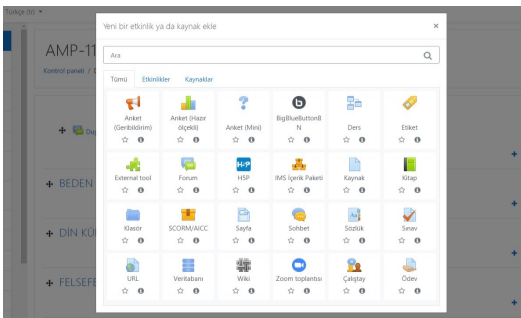 Türkçe (tr)
Yeni bir etkinlik ya da kaynak ekle
×
AMP-11
Ara
Kontrol paneli /
Tümü Etkinlikler Kaynaklar
Anket (Geribildirim)
Anket (Hazır ölçekli)
Anket (Mini)
BigBlueButtonB
N
Ders
Etiket
External tool
Forum
H5P
H5P
IMS İçerik Paketi
Kaynak
Kitap
BEDEN
Klasör
SCORM/AICC
Sayfa
Sohbet
Sözlük
Sınav
DİN KÜ
URL
Veritabanı
Wiki
Zoom toplantısı
Çalıştay
Ödev
FELSEFE